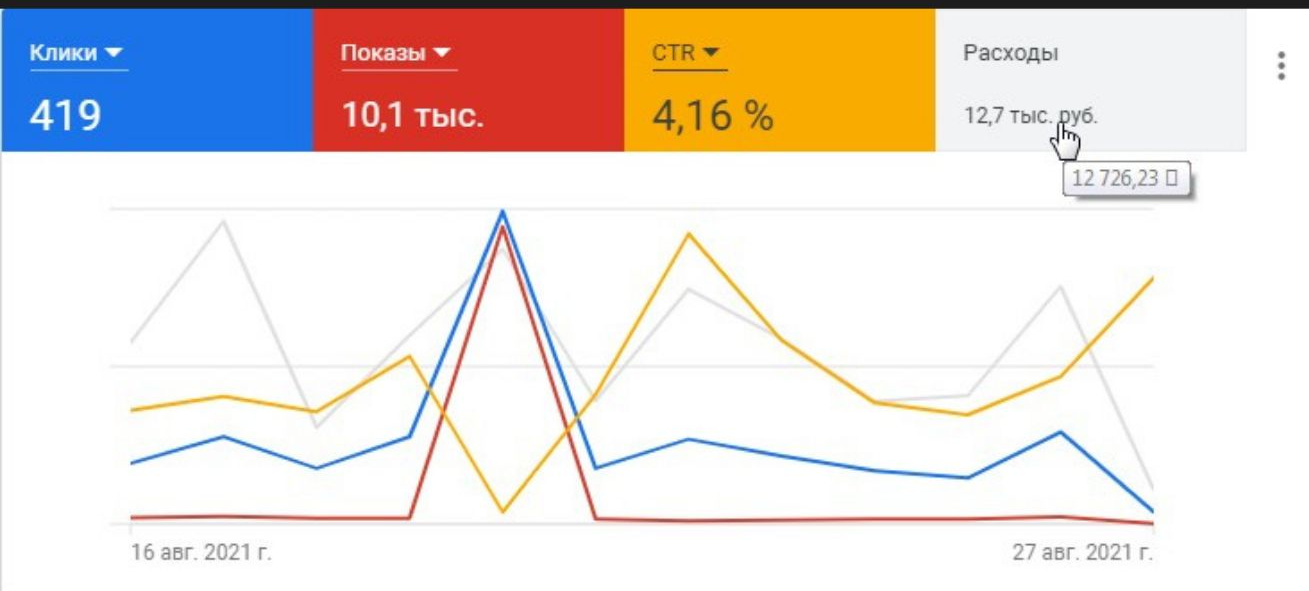 Клики
Показы
CTR
Расходы
419
10,1 тыс.
4,16 %
12,7 тыс. руб.
12 726,23
16 авг. 2021 г.
27 авг. 2021 г.